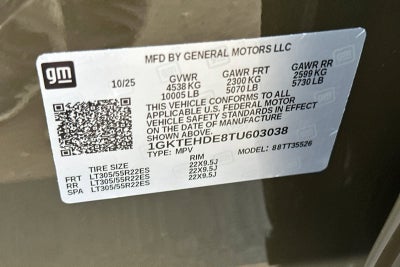 gm
MFD BY GENERAL MOTORS LLC
10/25 GVWR GAWR FRT GAWR RR
4538 KG 2300 KG 2599 KG
10005 LB 5070 LB 5730 LB
THIS VEHICLE CONFORMS TO ALL
APPLICABLE U.S. FEDERAL MOTOR
VEHICLE SAFETY STANDARDS IN EFFECT
ON THE DATE OF MANUFACTURE
SHOWN ABOVE.
1GKTEHDE8TU603038
TYPE: MPV MODEL: 88TT35526
TIRE SIZE RIM
FRT LT305/55R22ES 22X9.5J
RR LT305/55R22ES 22X9.5J
SPA LT305/55R22ES 22X9.5J